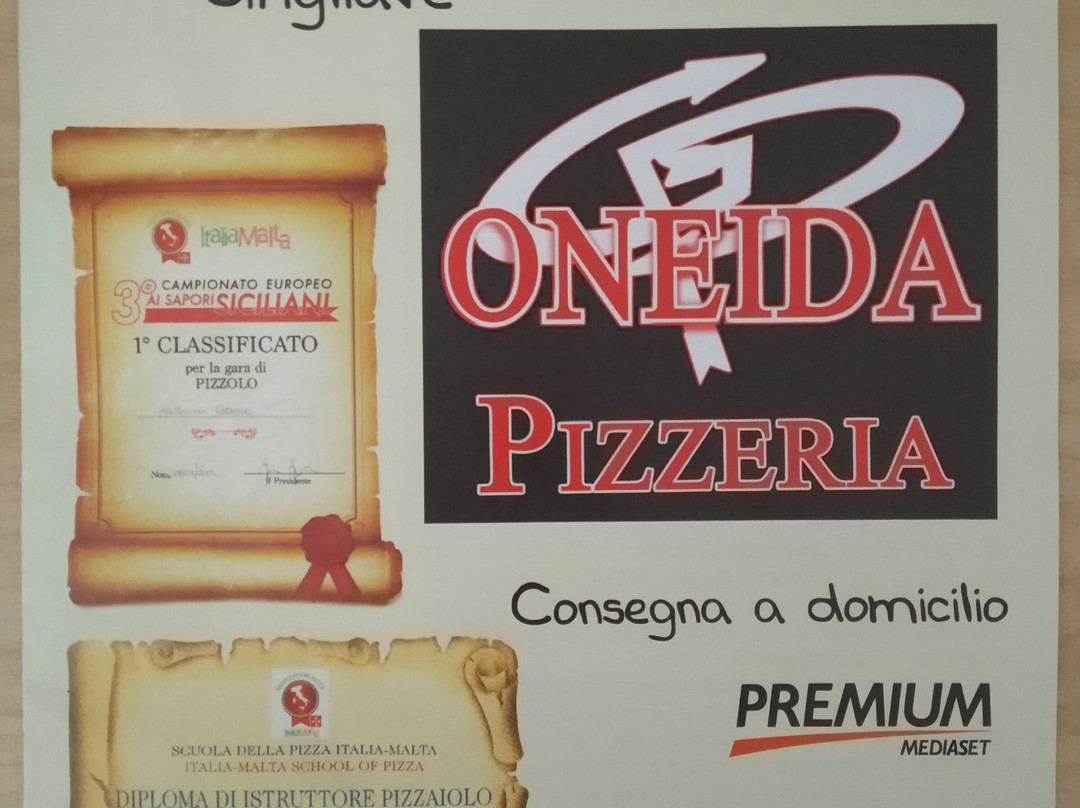 ONEIDA
PIZZERIA
ItaliaMalta
3° CAMPIONATO EUROPEO
AI SAPORI SICILIANI
1° CLASSIFICATO
per la gara di
PIZZOLO
Il Presidente
Consegna a domicilio
PREMIUM
MEDIASET
SCUOLA DELLA PIZZA ITALIA-MALTA
ITALIA-MALTA SCHOOL OF PIZZA
DIPLOMA DI ISTRUTTORE PIZZAIOLO